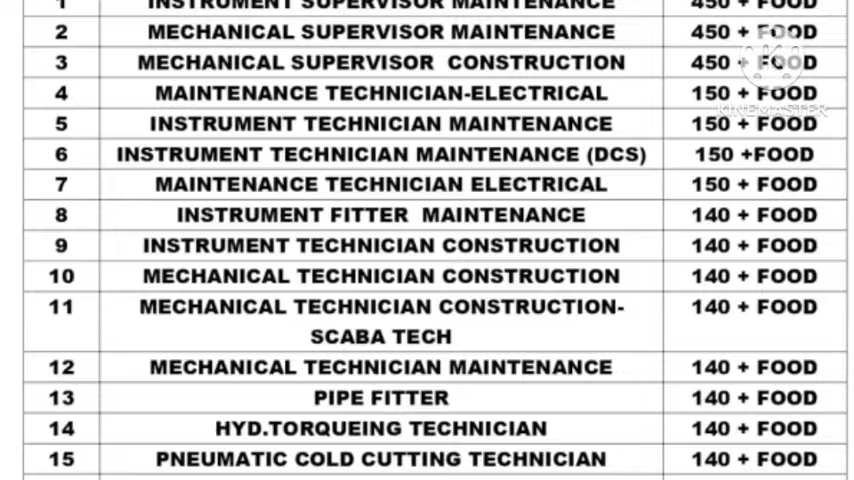 1 INSTRUMENT SUPERVISOR MAINTENANCE 450 + FOOD
2 MECHANICAL SUPERVISOR MAINTENANCE 450 + FOOD
3 MECHANICAL SUPERVISOR CONSTRUCTION 450 + FOOD
4 MAINTENANCE TECHNICIAN-ELECTRICAL 150 + FOOD
KINEMASTER
5 INSTRUMENT TECHNICIAN MAINTENANCE 150 + FOOD
6 INSTRUMENT TECHNICIAN MAINTENANCE (DCS) 150 +FOOD
7 MAINTENANCE TECHNICIAN ELECTRICAL 150 + FOOD
8 INSTRUMENT FITTER MAINTENANCE 140 + FOOD
9 INSTRUMENT TECHNICIAN CONSTRUCTION 140 + FOOD
10 MECHANICAL TECHNICIAN CONSTRUCTION 140 + FOOD
11 MECHANICAL TECHNICIAN CONSTRUCTION- 140 + FOOD
SCABA TECH
12 MECHANICAL TECHNICIAN MAINTENANCE 140 + FOOD
13 PIPE FITTER 140 + FOOD
14 HYD.TORQUEING TECHNICIAN 140 + FOOD
15 PNEUMATIC COLD CUTTING TECHNICIAN 140 + FOOD